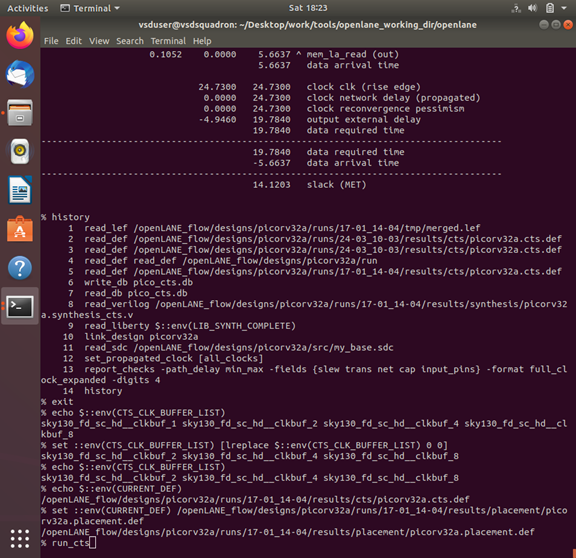 Activities Terminal Sat 18:23
vsduser@vsdsquadron: ~/Desktop/work/tools/openlane_working_dir/openlane
File Edit View Search Terminal Help
0.1052 0.0000 5.6637 ^ mem_la_read (out)
5.6637 data arrival time
24.7300 24.7300 clock clk (rise edge)
0.0000 24.7300 clock network delay (propagated)
0.0000 24.7300 clock reconvergence pessimism
-4.9460 19.7840 output external delay
19.7840 data required time
---------------------------------------------------------------------------------
19.7840 data required time
-5.6637 data arrival time
---------------------------------------------------------------------------------
14.1203 slack (MET)
% history
1 read_lef /openLANE_flow/designs/picorv32a/runs/17-01_14-04/tmp/merged.lef
2 read_def /openLANE_flow/designs/picorv32a/runs/24-03_10-03/results/cts/picorv32a.cts.def
3 read_def /openLANE_flow/designs/picorv32a/runs/24-03_10-03/results/cts/picorv32a.cts.def
4 read_def read_def /openLANE_flow/designs/picorv32a/run
5 read_def /openLANE_flow/designs/picorv32a/runs/17-01_14-04/results/cts/picorv32a.cts.def
6 write_db pico_cts.db
7 read_db pico_cts.db
8 read_verilog /openLANE_flow/designs/picorv32a/runs/17-01_14-04/results/synthesis/picorv32
a.synthesis_cts.v
9 read_liberty $::env(LIB_SYNTH_COMPLETE)
10 link_design picorv32a
11 read_sdc /openLANE_flow/designs/picorv32a/src/my_base.sdc
12 set_propagated_clock [all_clocks]
13 report_checks -path_delay min_max -fields {slew trans net cap input_pins} -format full_cl
ock_expanded -digits 4
14 history
% exit
% echo $::env(CTS_CLK_BUFFER_LIST)
sky130_fd_sc_hd__clkbuf_1 sky130_fd_sc_hd__clkbuf_2 sky130_fd_sc_hd__clkbuf_4 sky130_fd_sc_hd__cl
kbuf_8
% set ::env(CTS_CLK_BUFFER_LIST) [lreplace $::env(CTS_CLK_BUFFER_LIST) 0 0]
sky130_fd_sc_hd__clkbuf_2 sky130_fd_sc_hd__clkbuf_4 sky130_fd_sc_hd__clkbuf_8
% echo $::env(CTS_CLK_BUFFER_LIST)
sky130_fd_sc_hd__clkbuf_2 sky130_fd_sc_hd__clkbuf_4 sky130_fd_sc_hd__clkbuf_8
% echo $::env(CURRENT_DEF)
/openLANE_flow/designs/picorv32a/runs/17-01_14-04/results/cts/picorv32a.cts.def
% set ::env(CURRENT_DEF) /openLANE_flow/designs/picorv32a/runs/17-01_14-04/results/placement/pico
rv32a.placement.def
/openLANE_flow/designs/picorv32a/runs/17-01_14-04/results/placement/picorv32a.placement.def
% run_cts